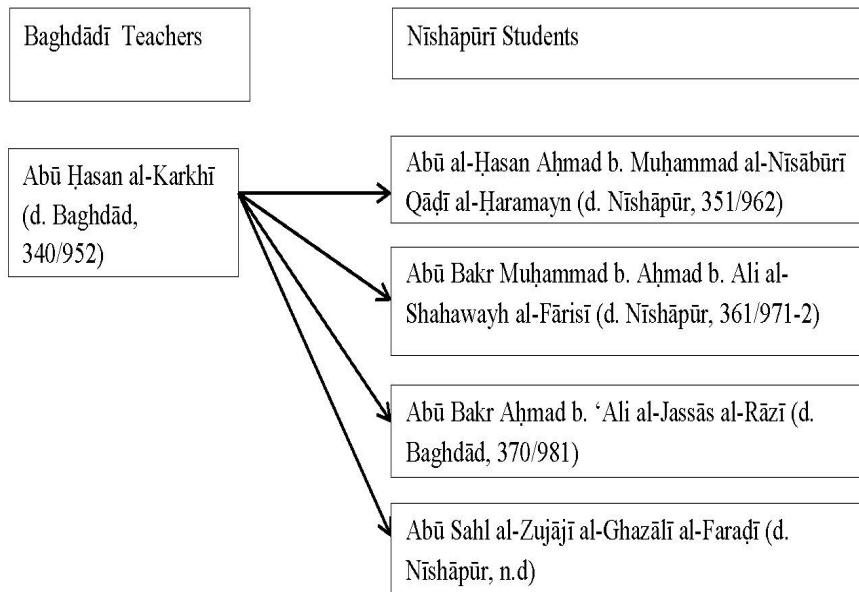 Baghdādī Teachers
Nīshāpūrī Students
Abū Ḥasan al-Karkhī
(d. Baghdād,
340/952)
Abū al-Ḥasan Aḥmad b. Muḥammad al-Nīsābūrī
Qāḍī al-Ḥaramayn (d. Nīshāpūr, 351/962)
Abū Bakr Muḥammad b. Aḥmad b. Ali al-
Shahawayh al-Fārisī (d. Nīshāpūr, 361/971-2)
Abū Bakr Aḥmad b. ‘Ali al-Jassās al-Rāzī (d.
Baghdād, 370/981)
Abū Sahl al-Zujājī al-Ghazālī al-Faraḍī (d.
Nīshāpūr, n.d)